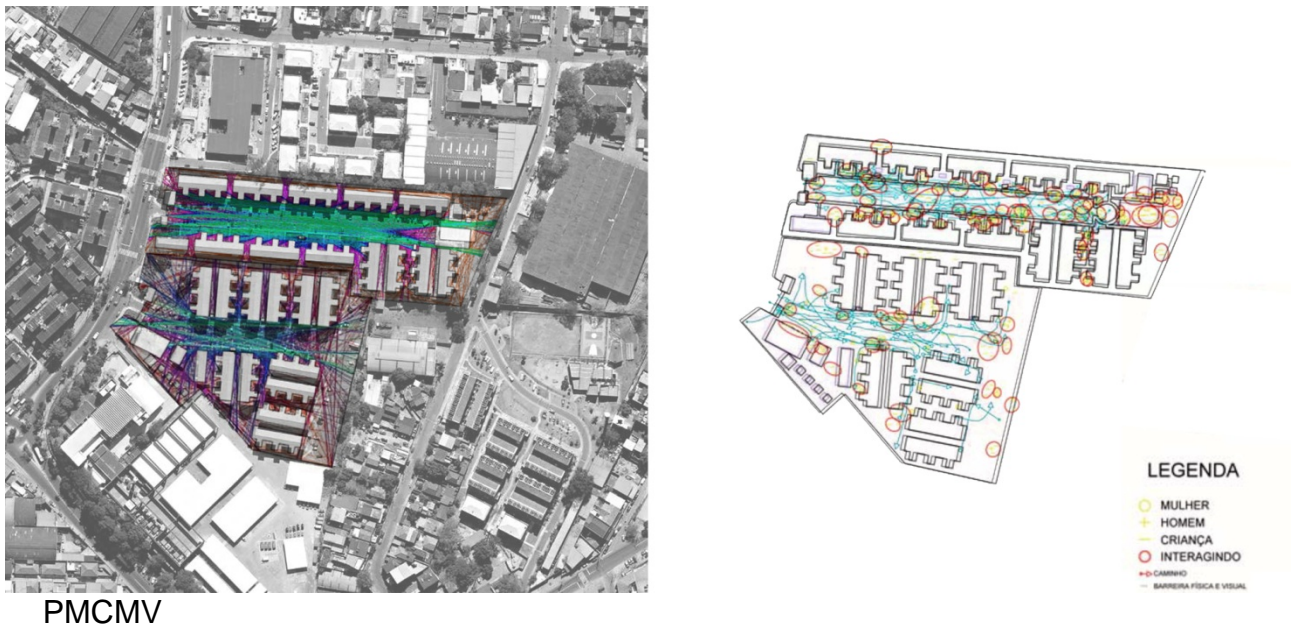 LEGENDA
MULHER
HOMEM
CRIANÇA
INTERAGINDO
CAMINHO
BARREIRA FÍSICA E VISUAL
PMCMV